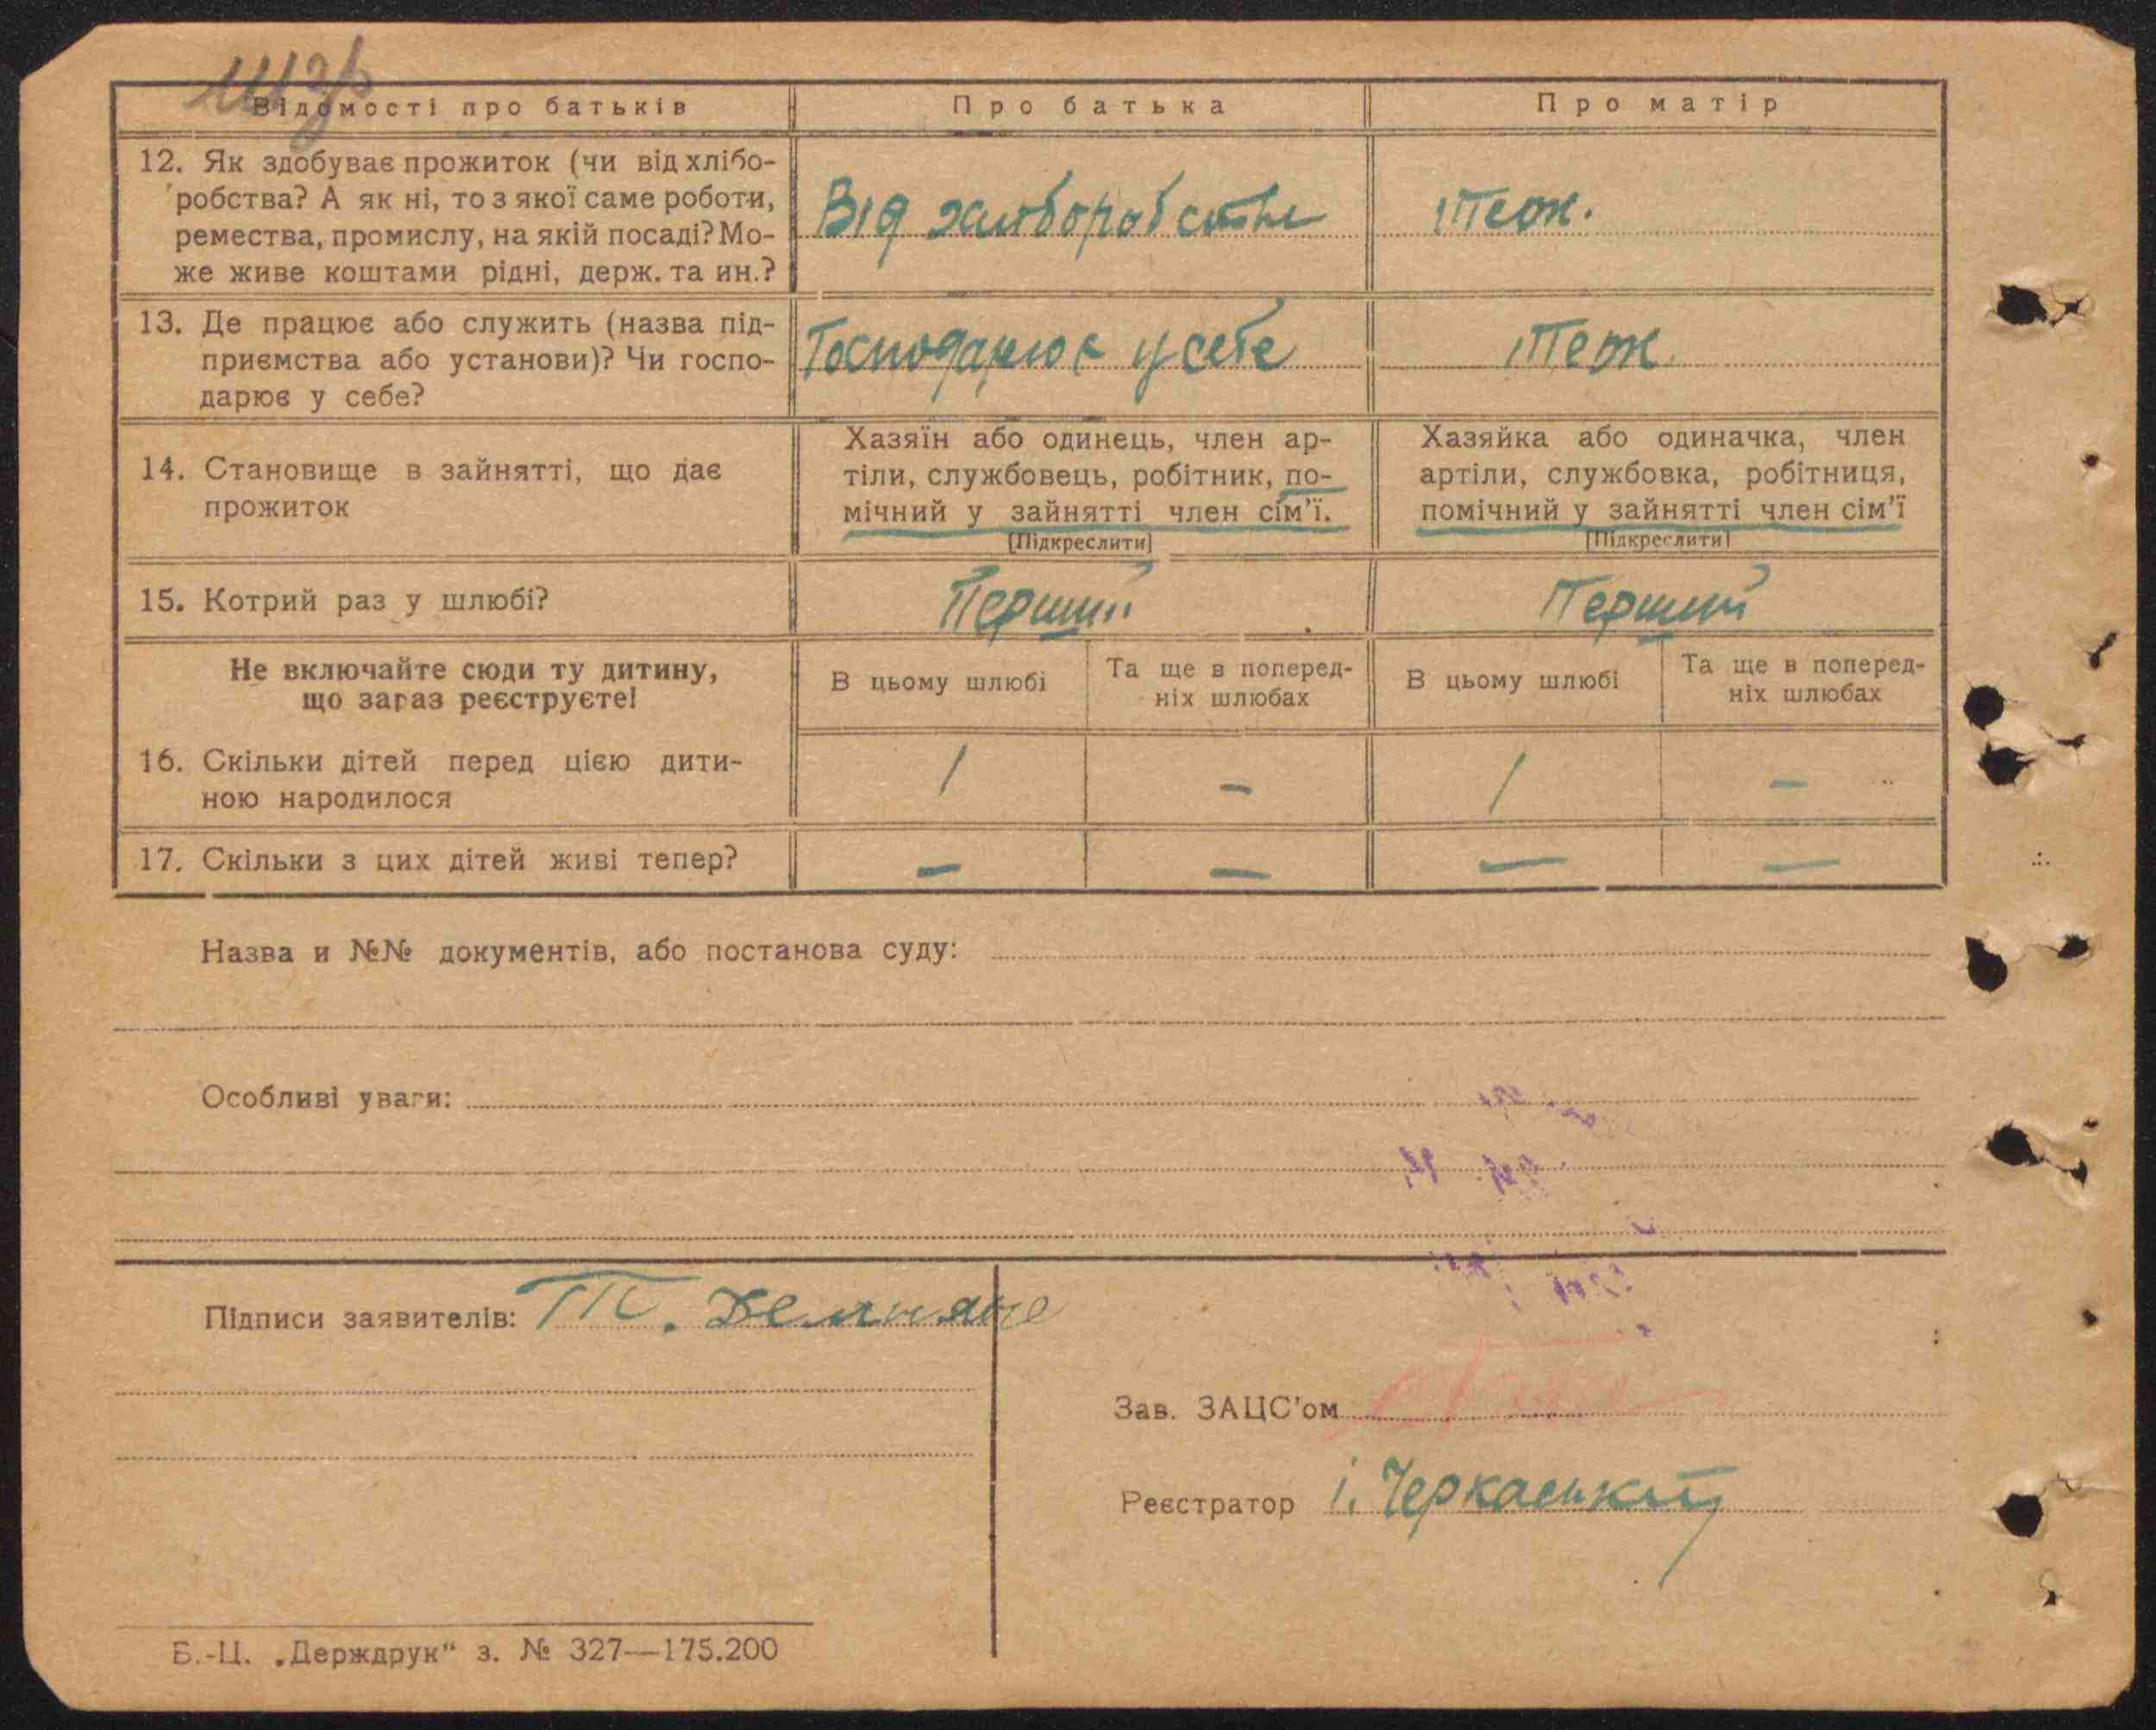 Відомості про батьків
Про батька
Про матір
12. Як здобуває прожиток (чи від хлібо-
робства? А як ні, то з якої саме роботи,
ремества, промислу, на якій посаді? Мо-
же живе коштами рідні, держ. та ин.?
Від хліборобства
Теж.
13. Де працює або служить (назва під-
приємства або установи)? Чи госпо-
дарює у себе?
Господарює у себе
Теж.
14. Становище в зайнятті, що дає
прожиток
Хазяїн або одинець, член ар-
тіли, службовець, робітник, по-
мічний у зайнятті член сім'ї.
[Підкреслити]
Хазяйка або одиначка, член
артіли, службовка, робітниця,
помічний у зайнятті член сім'ї
[Підкреслити]
15. Котрий раз у шлюбі?
Перший
Перший
Не включайте сюди ту дитину,
що зараз реєструєте!
В цьому шлюбі
Та ще в поперед-
ніх шлюбах
В цьому шлюбі
Та ще в поперед-
ніх шлюбах
16. Скільки дітей перед цією дити-
ною народилося
1
-
1
-
17. Скільки з цих дітей живі тепер?
-
-
-
-
Назва и №№ документів, або постанова суду:
Особливі уваги:
Підписи заявителів:
Зав. ЗАЦС'ом
Реєстратор І. Черкаський
Б.-Ц. „Держдрук" з. № 327—175.200